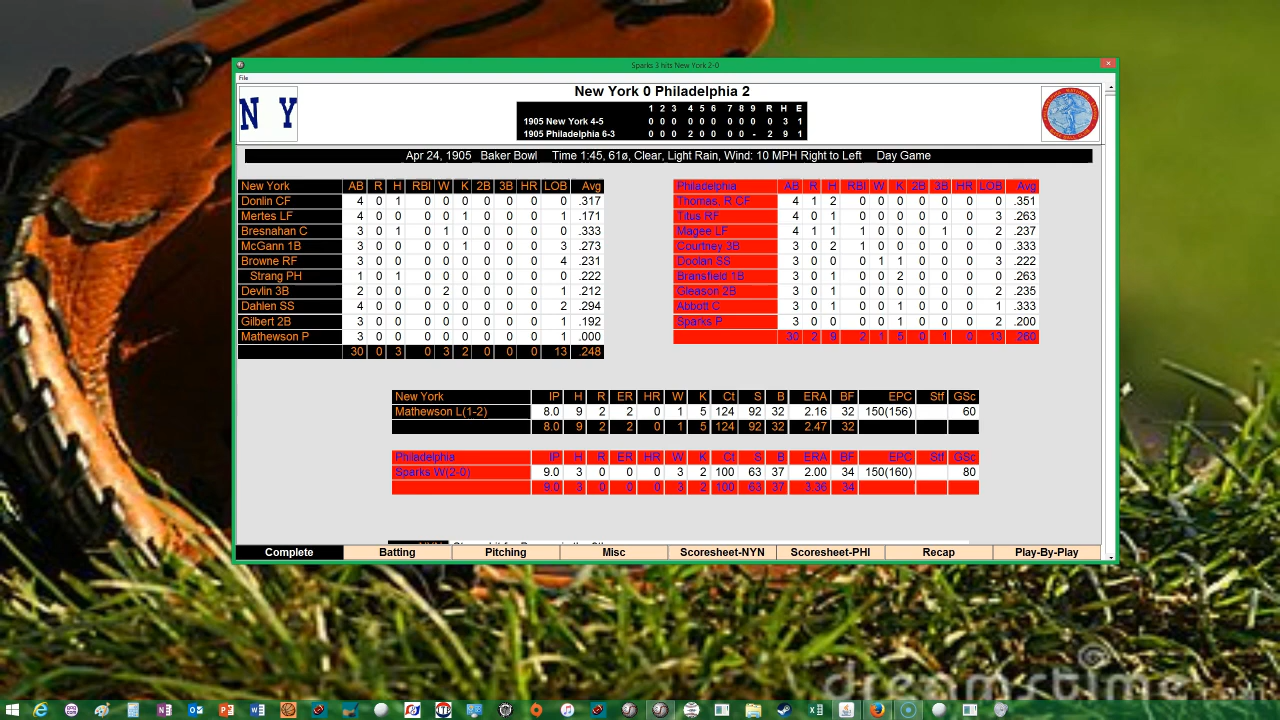 Sparks 3 hits New York 2-0
File
New York 0 Philadelphia 2
N Y
1 2 3 4 5 6 7 8 9 R H E
1905 New York 4-5 0 0 0 0 0 0 0 0 0 0 3 1
1905 Philadelphia 6-3 0 0 0 2 0 0 0 0 - 2 9 1
Apr 24, 1905 Baker Bowl Time 1:45, 61ø, Clear, Light Rain, Wind: 10 MPH Right to Left Day Game
New York AB R H RBI W K 2B 3B HR LOB Avg
Donlin CF 4 0 1 0 0 0 0 0 0 0 .317
Mertes LF 4 0 0 0 0 1 0 0 0 1 .171
Bresnahan C 3 0 1 0 1 0 0 0 0 1 .333
McGann 1B 3 0 0 0 0 1 0 0 0 3 .273
Browne RF 3 0 0 0 0 0 0 0 0 4 .231
Strang PH 1 0 1 0 0 0 0 0 0 0 .222
Devlin 3B 2 0 0 0 2 0 0 0 0 1 .212
Dahlen SS 4 0 0 0 0 0 0 0 0 2 .294
Gilbert 2B 3 0 0 0 0 0 0 0 0 1 .192
Mathewson P 3 0 0 0 0 0 0 0 0 1 .000
30 0 3 0 3 2 0 0 0 13 .248
Philadelphia AB R H RBI W K 2B 3B HR LOB Avg
Thomas, R CF 4 1 2 0 0 0 0 0 0 0 .351
Titus RF 4 0 1 0 0 0 0 0 0 3 .263
Magee LF 4 1 1 1 0 0 0 1 0 2 .237
Courtney 3B 3 0 2 1 0 0 0 0 0 0 .333
Doolan SS 3 0 0 0 1 1 0 0 0 3 .222
Bransfield 1B 3 0 1 0 0 2 0 0 0 0 .263
Gleason 2B 3 0 1 0 0 0 0 0 0 2 .235
Abbott C 3 0 1 0 0 1 0 0 0 1 .333
Sparks P 3 0 0 0 0 1 0 0 0 2 .200
30 2 9 2 1 5 0 1 0 13 .260
New York IP H R ER HR W K Ct S B ERA BF EPC Stf GSc
Mathewson L(1-2) 8.0 9 2 2 0 1 5 124 92 32 2.16 32 150(156) 60
8.0 9 2 2 0 1 5 124 92 32 2.47 32
Philadelphia IP H R ER HR W K Ct S B ERA BF EPC Stf GSc
Sparks W(2-0) 9.0 3 0 0 0 3 2 100 63 37 2.00 34 150(160) 80
9.0 3 0 0 0 3 2 100 63 37 3.36 34
Complete Batting Pitching Misc Scoresheet-NYN Scoresheet-PHI Recap Play-By-Play
dreamstime